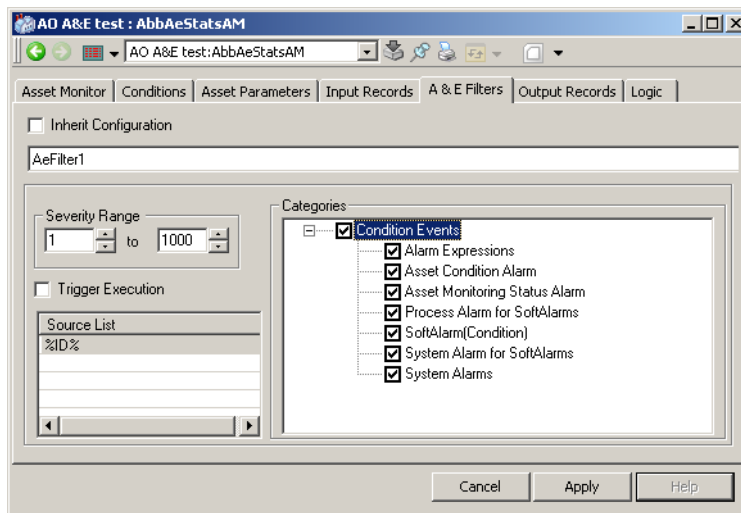 AO A&E test : AbbAeStatsAM
AO A&E test:AbbAeStatsAM
Asset Monitor Conditions Asset Parameters Input Records A & E Filters Output Records Logic
Inherit Configuration
AeFilter1
Severity Range
1 to 1000
Trigger Execution
Source List
%ID%
Categories
Condition Events
Alarm Expressions
Asset Condition Alarm
Asset Monitoring Status Alarm
Process Alarm for SoftAlarms
SoftAlarm(Condition)
System Alarm for SoftAlarms
System Alarms
Cancel Apply Help